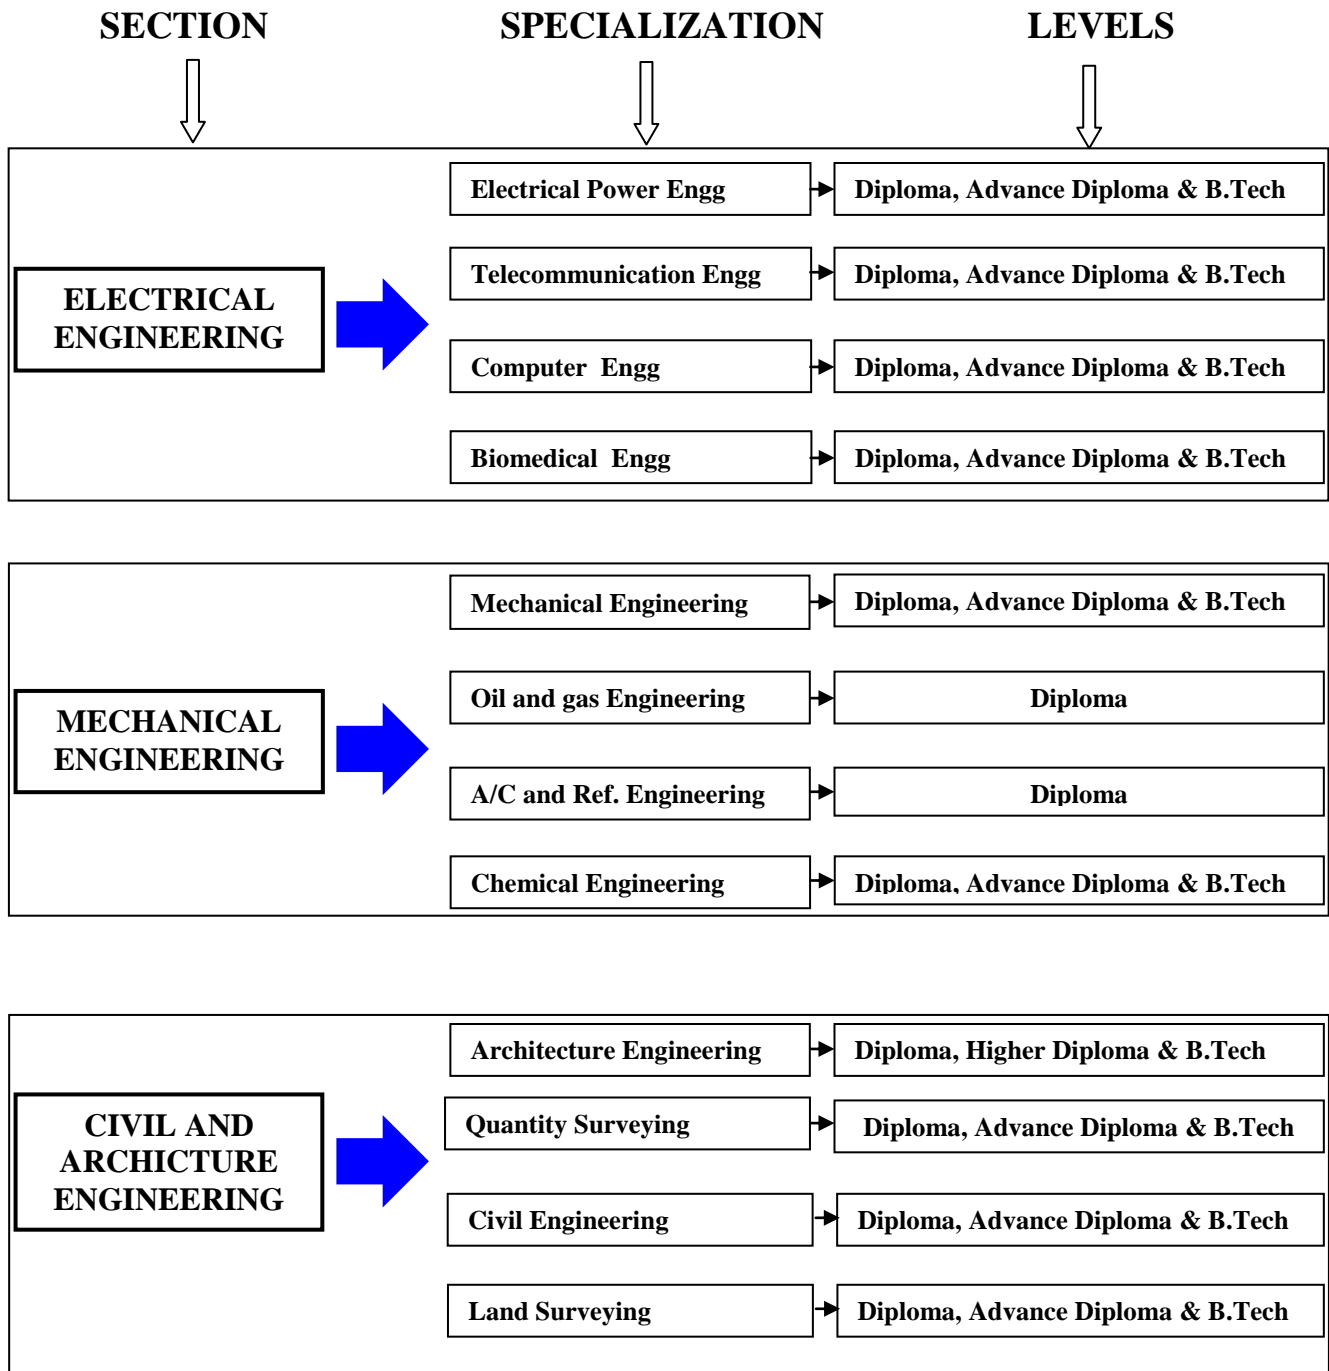 SECTION SPECIALIZATION LEVELS
Electrical Power Engg Diploma, Advance Diploma & B.Tech
Telecommunication Engg Diploma, Advance Diploma & B.Tech
ELECTRICAL
ENGINEERING
Computer Engg Diploma, Advance Diploma & B.Tech
Biomedical Engg Diploma, Advance Diploma & B.Tech
Mechanical Engineering Diploma, Advance Diploma & B.Tech
Oil and gas Engineering Diploma
MECHANICAL
ENGINEERING
A/C and Ref. Engineering Diploma
Chemical Engineering Diploma, Advance Diploma & B.Tech
Architecture Engineering Diploma, Higher Diploma & B.Tech
Quantity Surveying Diploma, Advance Diploma & B.Tech
CIVIL AND
ARCHICTURE
ENGINEERING
Civil Engineering Diploma, Advance Diploma & B.Tech
Land Surveying Diploma, Advance Diploma & B.Tech